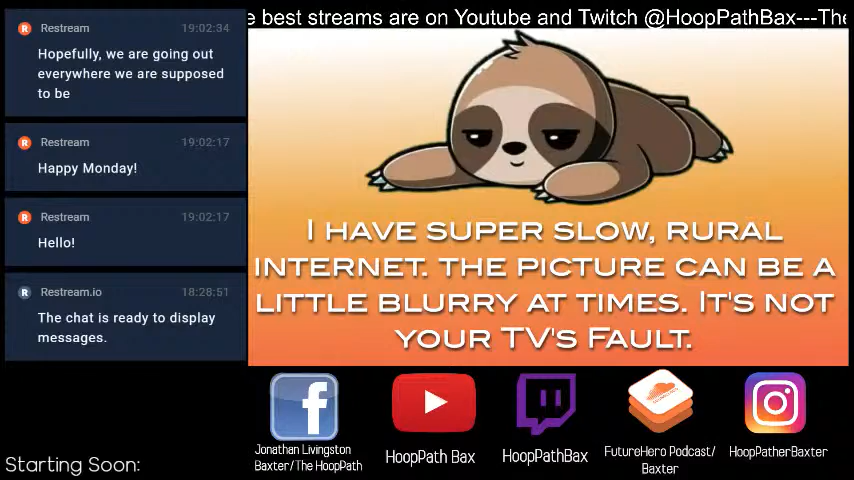 e best streams are on Youtube and Twitch @HoopPathBax---The
Restream 19:02:34
Hopefully, we are going out
everywhere we are supposed
to be
Restream 19:02:17
Happy Monday!
Restream 19:02:17
Hello!
Restream.io 18:28:51
The chat is ready to display
messages.
I HAVE SUPER SLOW, RURAL
INTERNET. THE PICTURE CAN BE A
LITTLE BLURRY AT TIMES. IT'S NOT
YOUR TV'S FAULT.
Jonathan Livingston
Baxter/The HoopPath
HoopPath Bax
HoopPathBax
FutureHero Podcast/
Baxter
HoopPatherBaxter
Starting Soon: